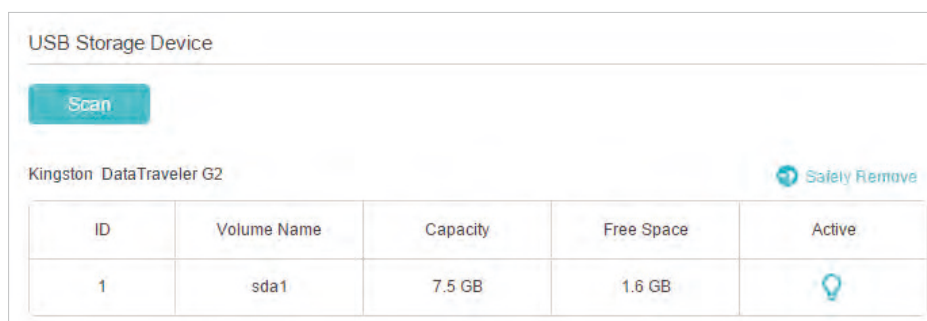 USB Storage Device
Scan
Kingston DataTraveler G2
Safely Remove
ID Volume Name Capacity Free Space Active
1 sda1 7.5 GB 1.6 GB